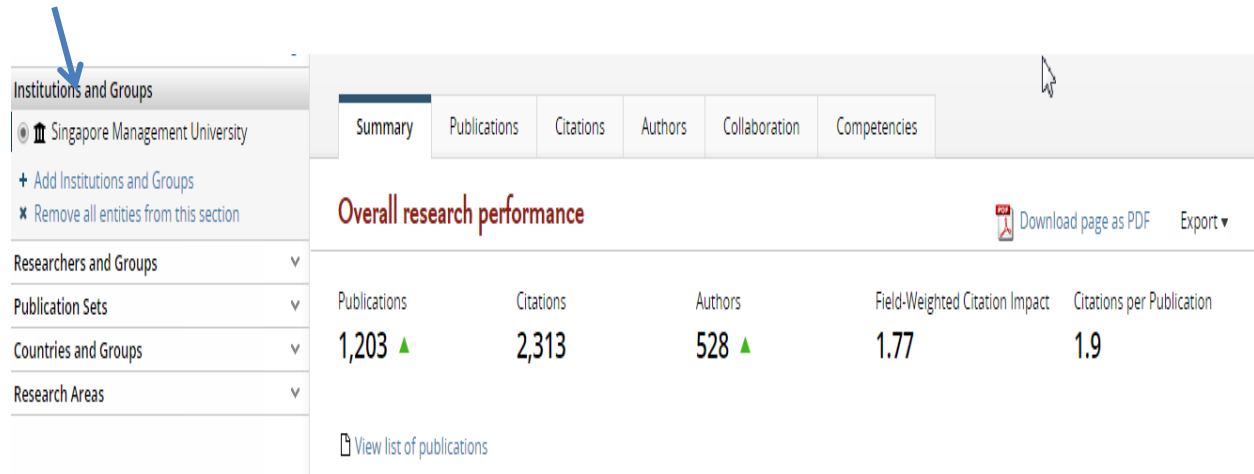 Institutions and Groups
Singapore Management University
+ Add Institutions and Groups
× Remove all entities from this section
Researchers and Groups
Publication Sets
Countries and Groups
Research Areas
Summary Publications Citations Authors Collaboration Competencies
Overall research performance
PDF Download page as PDF Export ▾
Publications Citations Authors Field-Weighted Citation Impact Citations per Publication
1,203 ▲ 2,313 528 ▲ 1.77 1.9
View list of publications